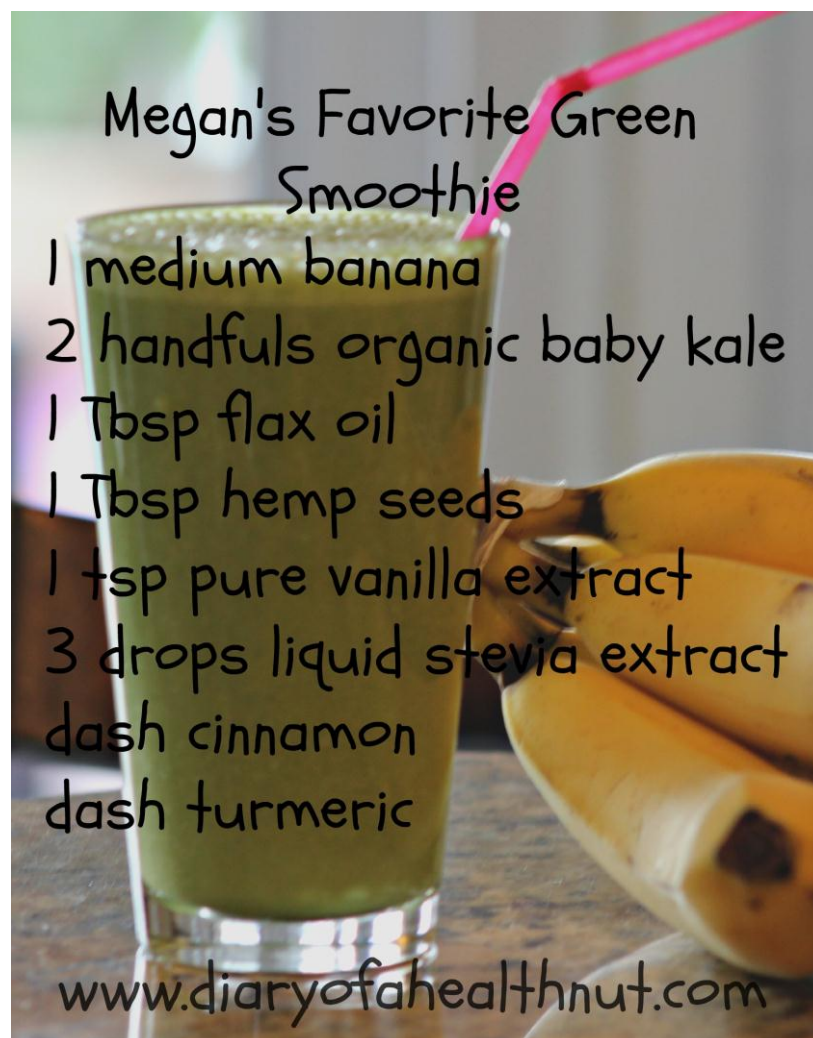 Megan's Favorite Green
Smoothie
1 medium banana
2 handfuls organic baby kale
1 Tbsp flax oil
1 Tbsp hemp seeds
1 tsp pure vanilla extract
3 drops liquid stevia extract
dash cinnamon
dash turmeric
www.diaryofahealthnut.com